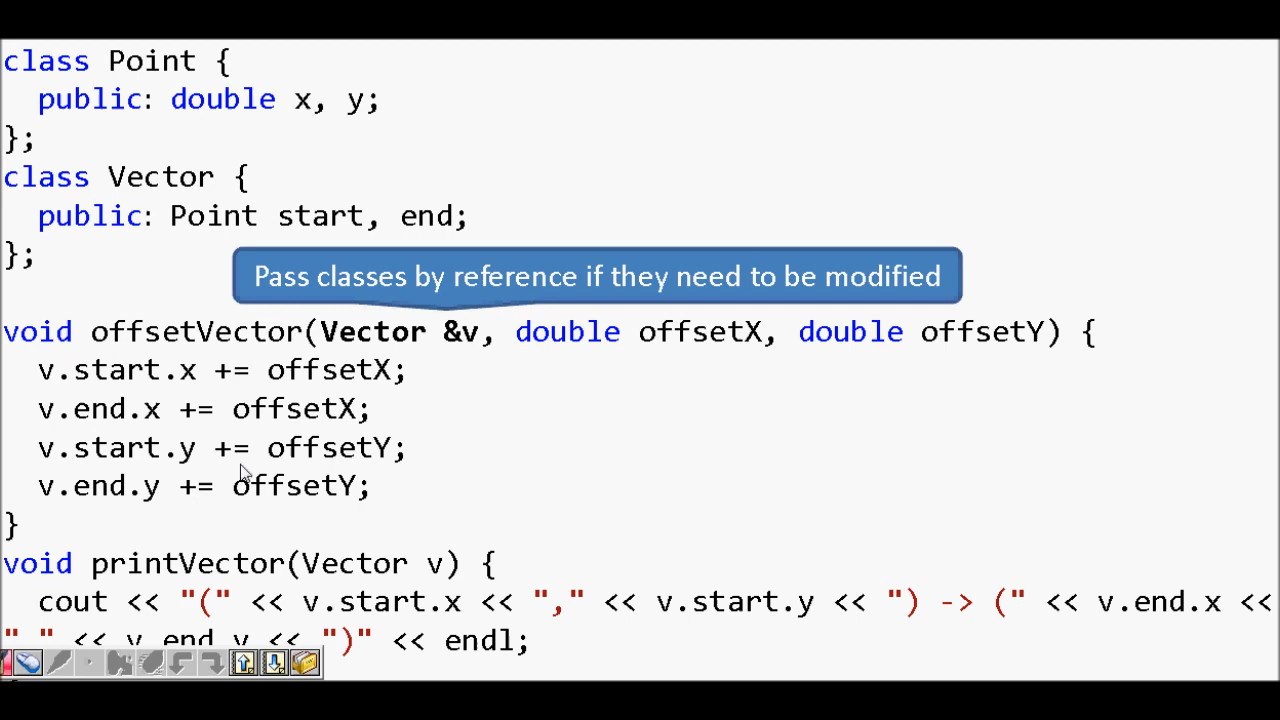 class Point {
public: double x, y;
};
class Vector {
public: Point start, end;
};
Pass classes by reference if they need to be modified
void offsetVector(Vector &v, double offsetX, double offsetY) {
v.start.x += offsetX;
v.end.x += offsetX;
v.start.y += offsetY;
v.end.y += offsetY;
}
void printVector(Vector v) {
cout << "(" << v.start.x << "," << v.start.y << ") -> (" << v.end.x <<
"," << v.end.y << ")" << endl;